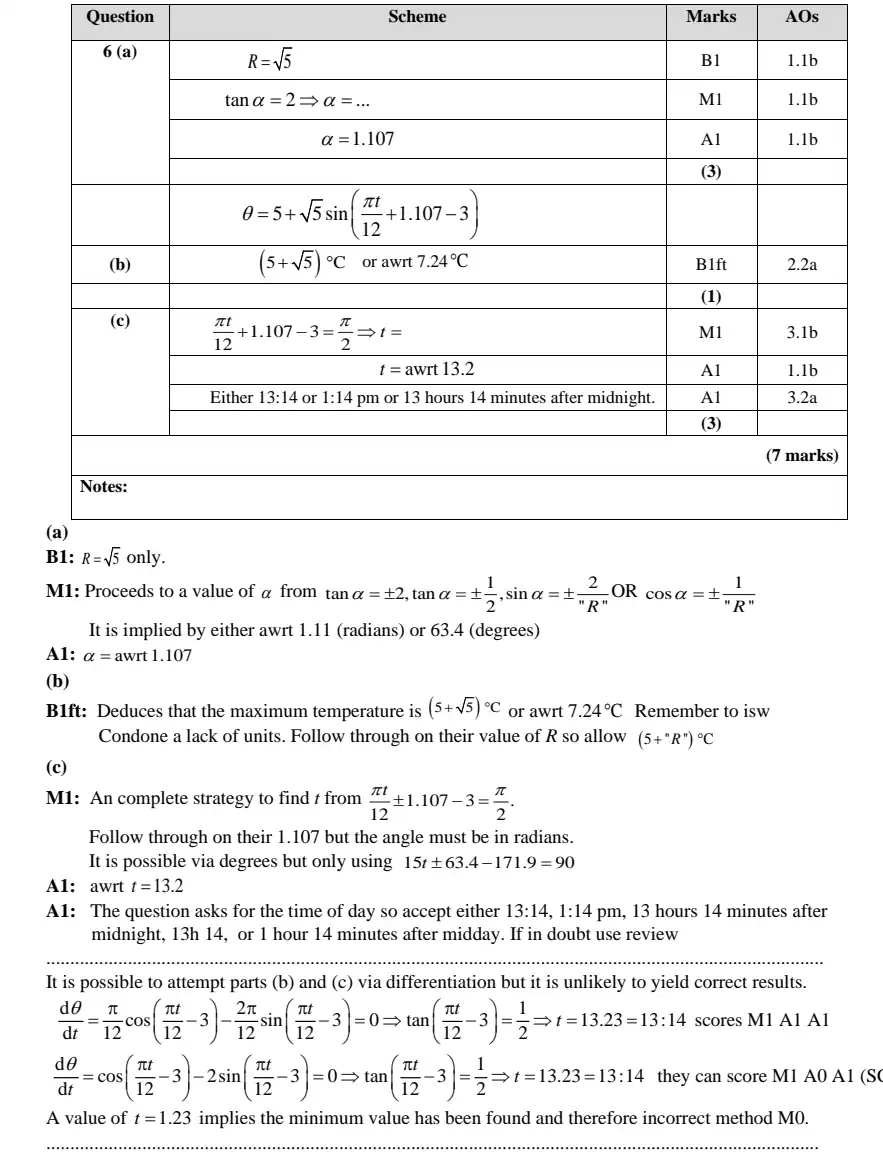 Question Scheme Marks AOs
6 (a) R = √5 B1 1.1b
tan α = 2 ⇒ α = ... M1 1.1b
α = 1.107 A1 1.1b
(3)
θ = 5 + √5 sin(πt/12 + 1.107 − 3)
(b) (5 + √5) °C or awrt 7.24 °C B1ft 2.2a
(1)
(c) πt/12 + 1.107 − 3 = π/2 ⇒ t = M1 3.1b
t = awrt 13.2 A1 1.1b
Either 13:14 or 1:14 pm or 13 hours 14 minutes after midnight. A1 3.2a
(3)
(7 marks)
Notes:
(a)
B1: R = √5 only.
M1: Proceeds to a value of α from tan α = ±2, tan α = ±1/2, sin α = ±2/"R" OR cos α = ±1/"R"
It is implied by either awrt 1.11 (radians) or 63.4 (degrees)
A1: α = awrt 1.107
(b)
B1ft: Deduces that the maximum temperature is (5 + √5) °C or awrt 7.24 °C Remember to isw
Condone a lack of units. Follow through on their value of R so allow (5 + "R") °C
(c)
M1: An complete strategy to find t from πt/12 ± 1.107 − 3 = π/2.
Follow through on their 1.107 but the angle must be in radians.
It is possible via degrees but only using 15t ± 63.4 − 171.9 = 90
A1: awrt t = 13.2
A1: The question asks for the time of day so accept either 13:14, 1:14 pm, 13 hours 14 minutes after
midnight, 13h 14, or 1 hour 14 minutes after midday. If in doubt use review
It is possible to attempt parts (b) and (c) via differentiation but it is unlikely to yield correct results.
dθ/dt = π/12 cos(πt/12 − 3) − 2π/12 sin(πt/12 − 3) = 0 ⇒ tan(πt/12 − 3) = 1/2 ⇒ t = 13.23 = 13:14 scores M1 A1 A1
dθ/dt = cos(πt/12 − 3) − 2 sin(πt/12 − 3) = 0 ⇒ tan(πt/12 − 3) = 1/2 ⇒ t = 13.23 = 13:14 they can score M1 A0 A1 (SC
A value of t = 1.23 implies the minimum value has been found and therefore incorrect method M0.